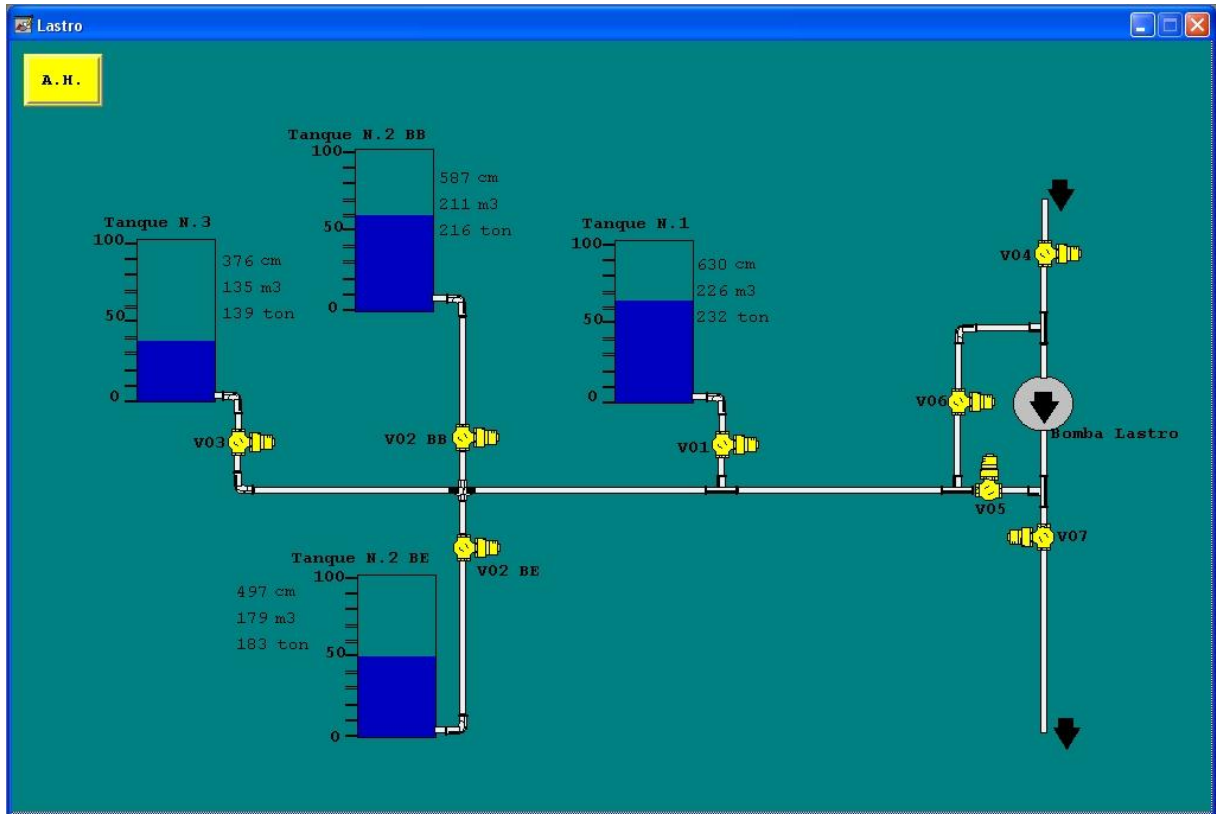 Lastro
A.H.
Tanque N.2 BB
100
50
0
587 cm
211 m3
216 ton
Tanque N.3
100
50
0
376 cm
135 m3
139 ton
Tanque N.1
100
50
0
630 cm
226 m3
232 ton
V04
V06
Bomba Lastro
V03
V02 BB
V01
V05
V07
Tanque N.2 BE
100
50
0
V02 BE
497 cm
179 m3
183 ton